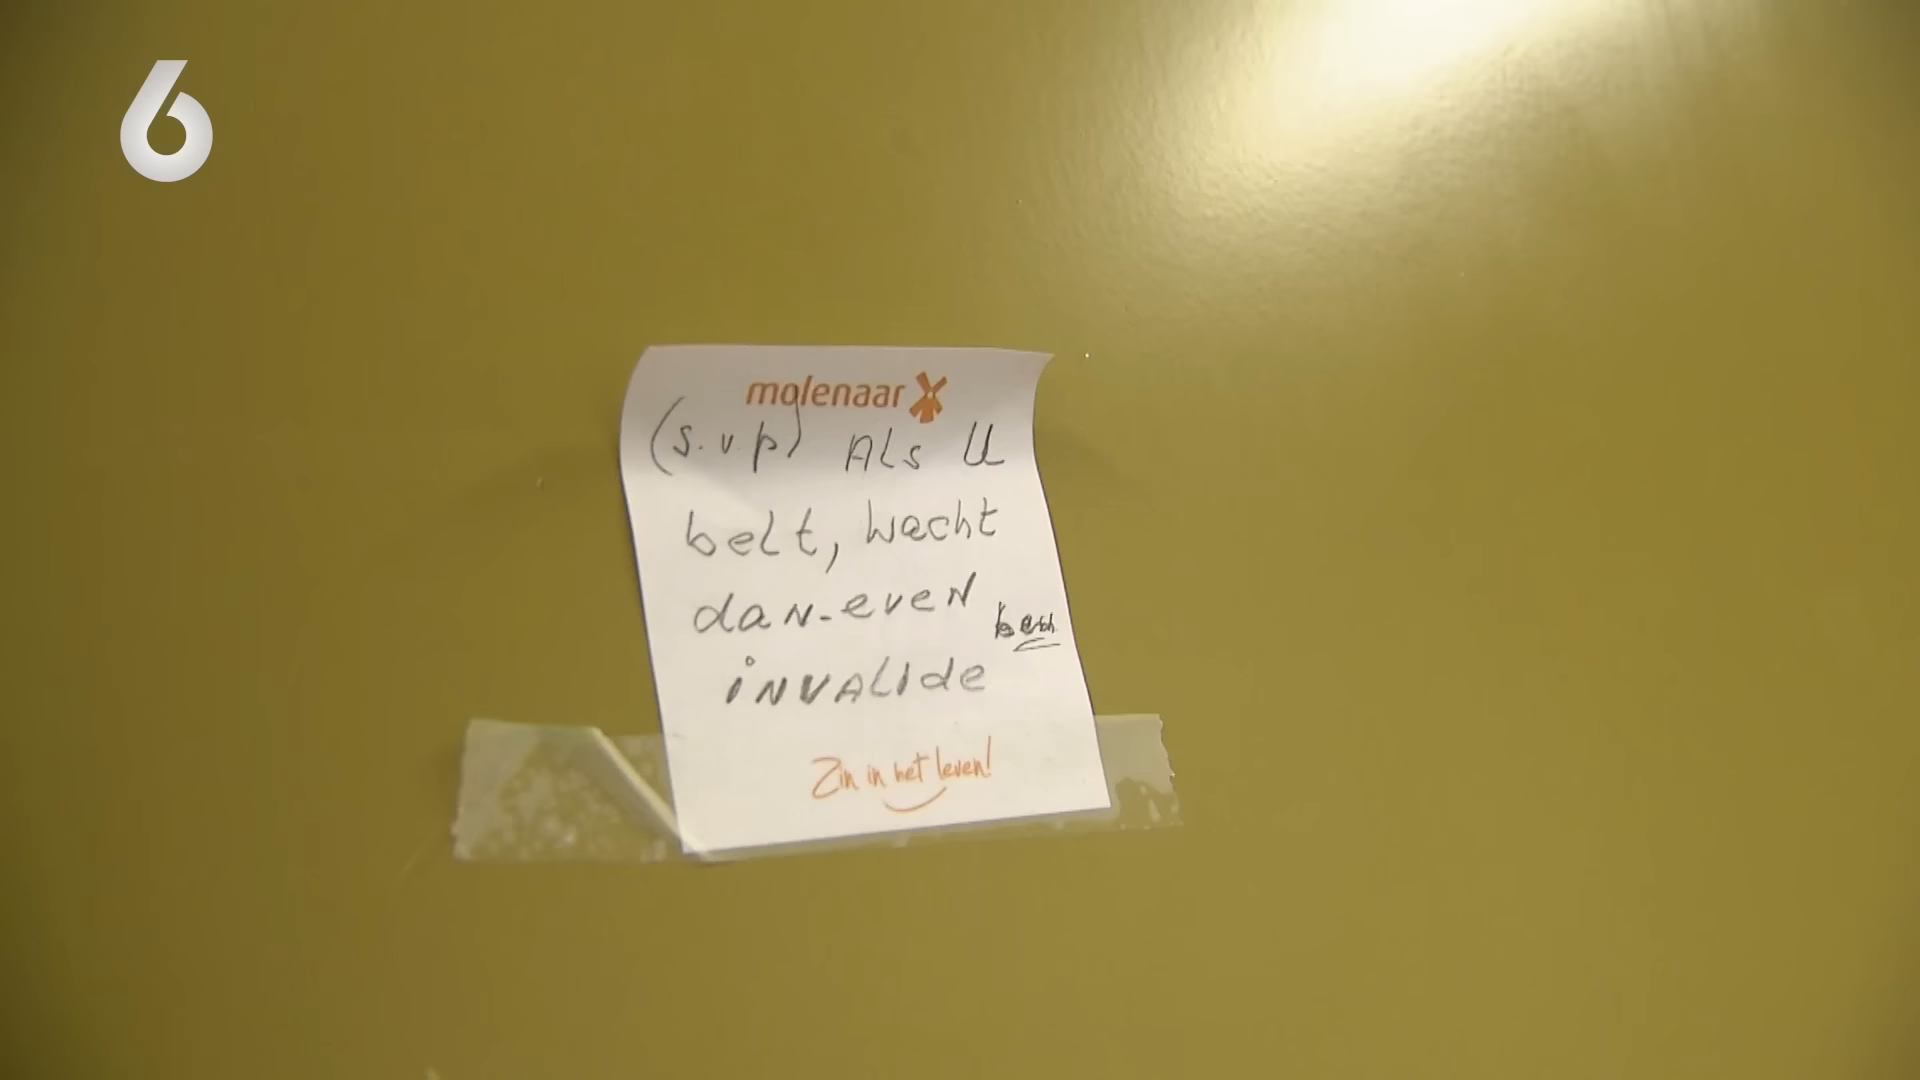 6
molenaar
(s.v.p) Als U
belt, wacht
dan-even
invalide
Zin in het leven!